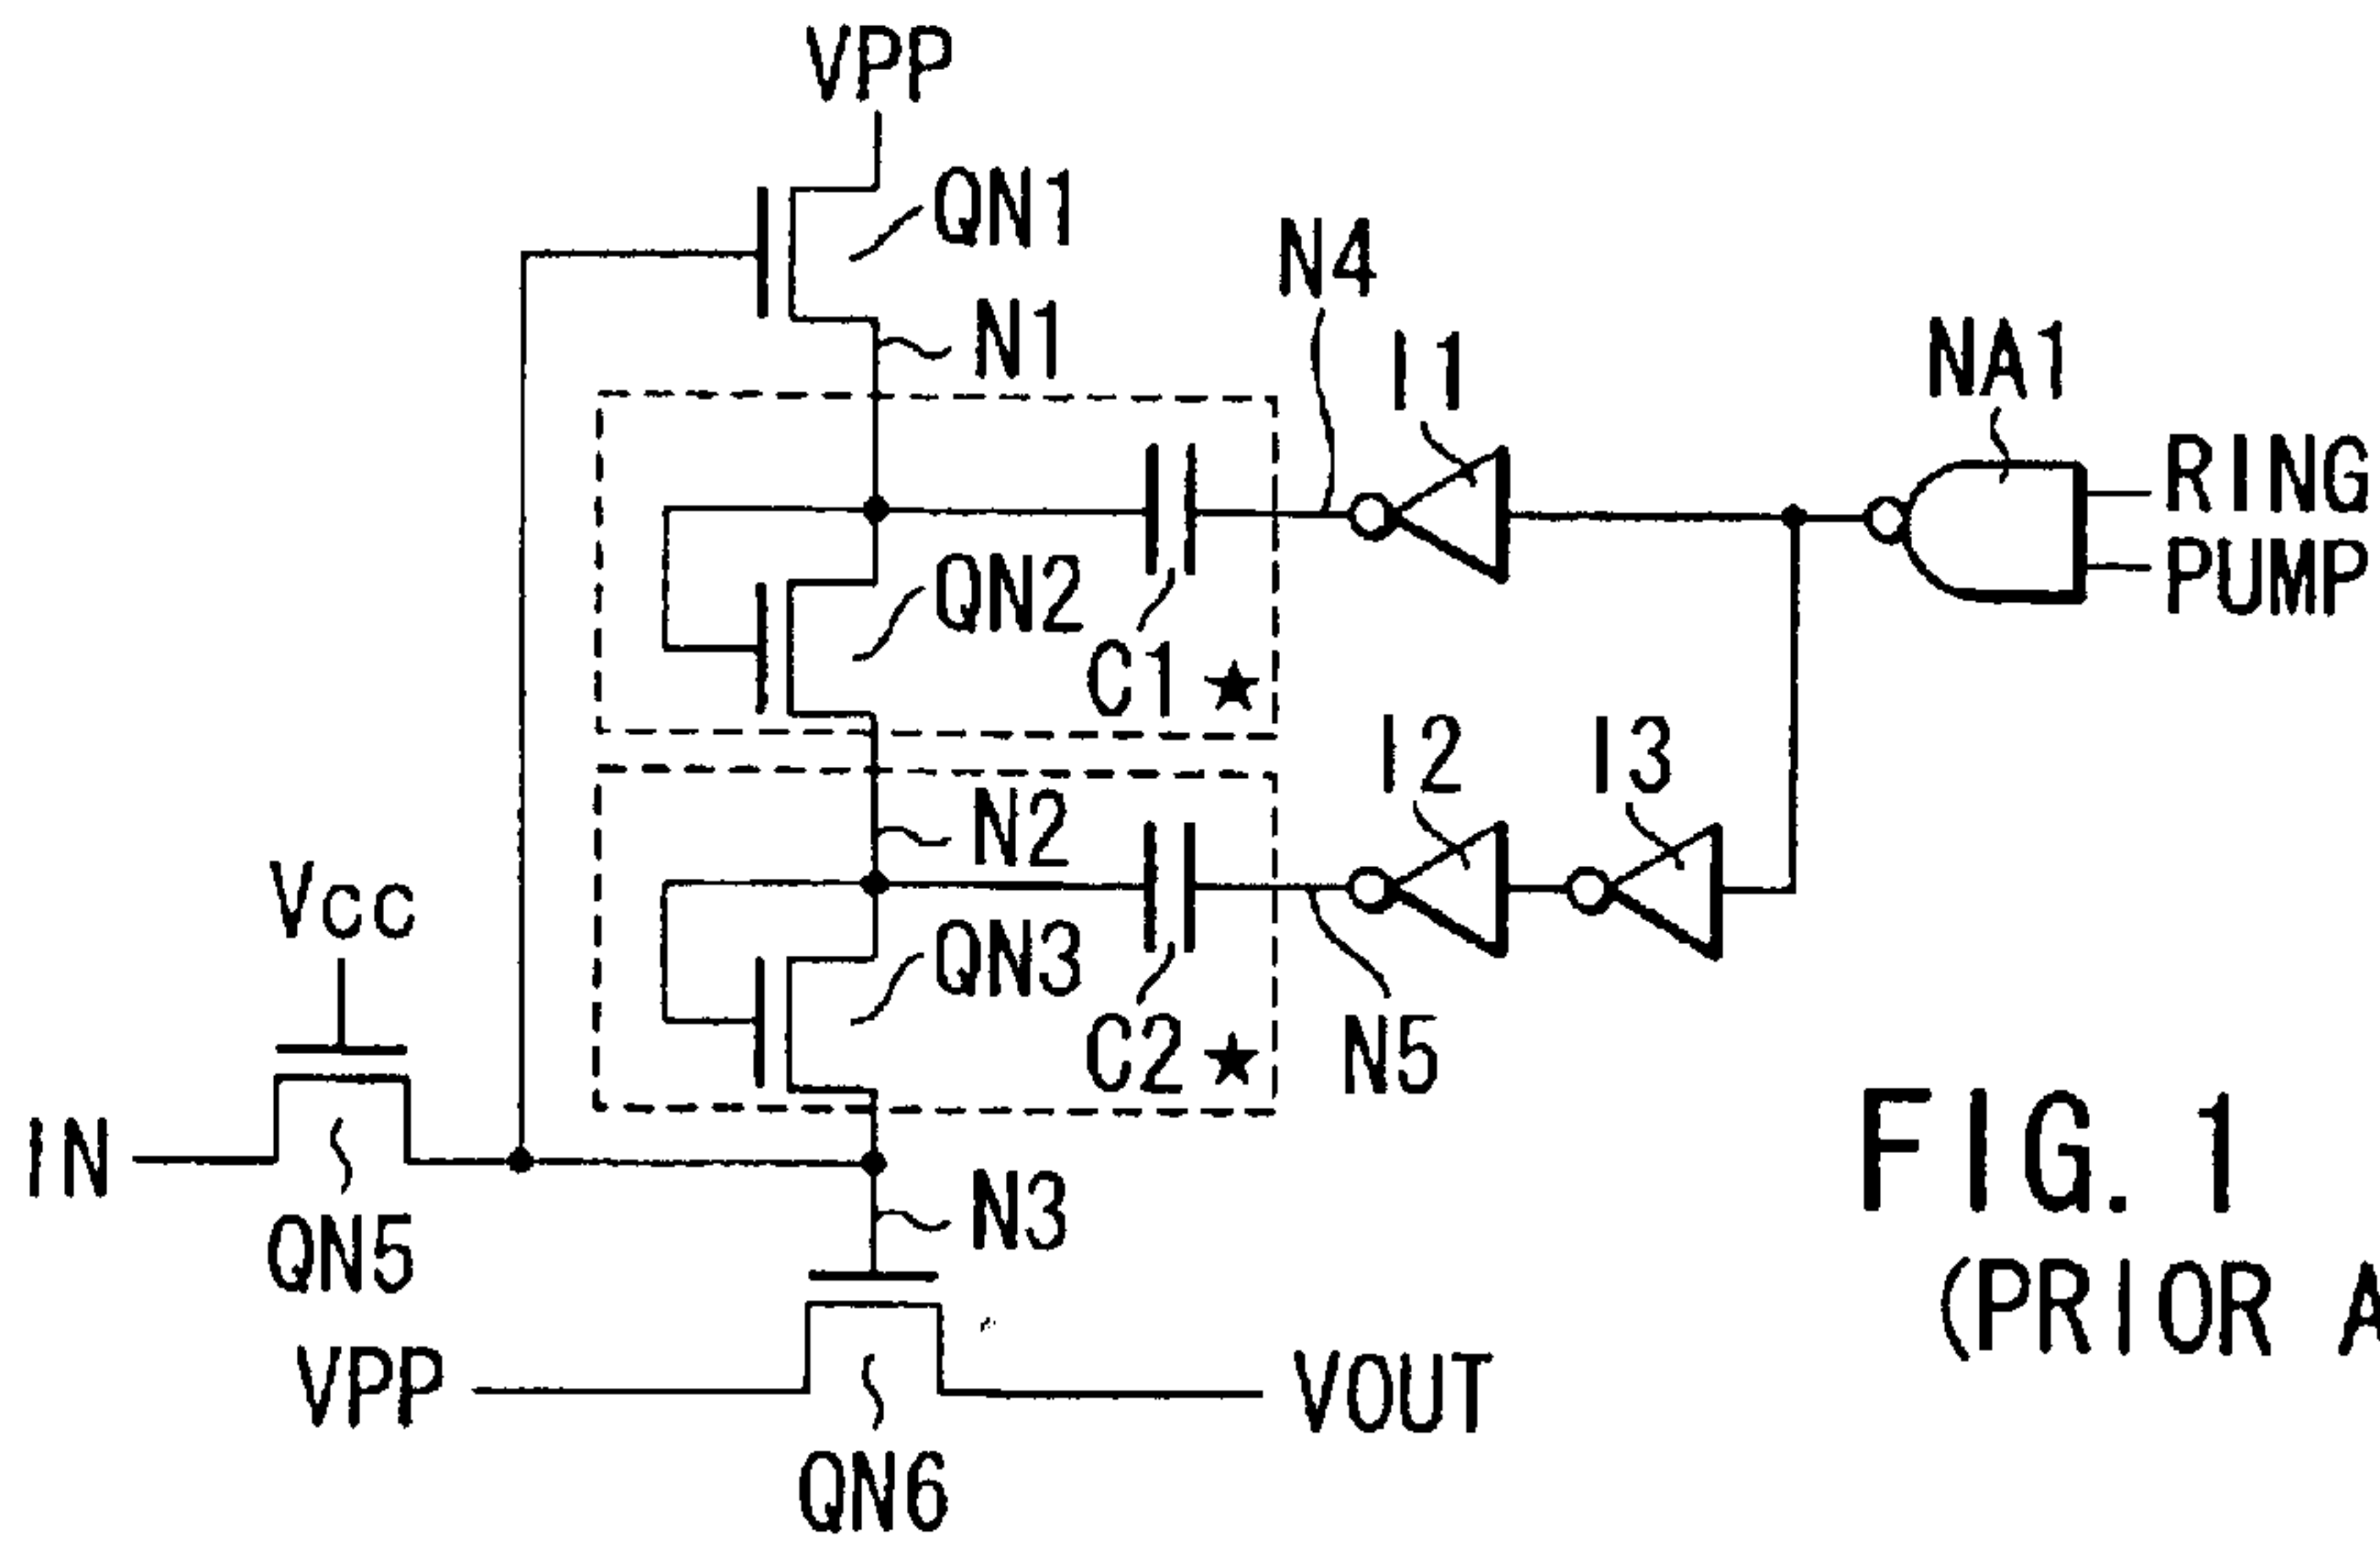 VPP
QN1
N1
N4
I1
NA1
RING
PUMP
QN2
C1 ★
I2
I3
N2
Vcc
QN3
C2 ★
N5
IN
QN5
N3
VPP
VOUT
QN6
FIG. 1
(PRIOR A